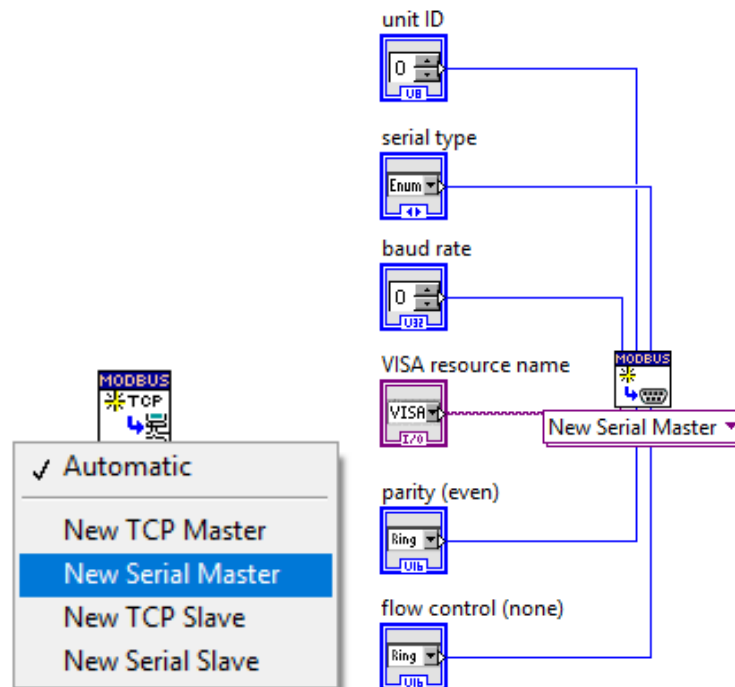 MODBUS
TCP
✓ Automatic
New TCP Master
New Serial Master
New TCP Slave
New Serial Slave
unit ID
0
U8
serial type
Enum
baud rate
0
U32
VISA resource name
VISA
I/O
parity (even)
Ring
U16
flow control (none)
Ring
U16
MODBUS
New Serial Master